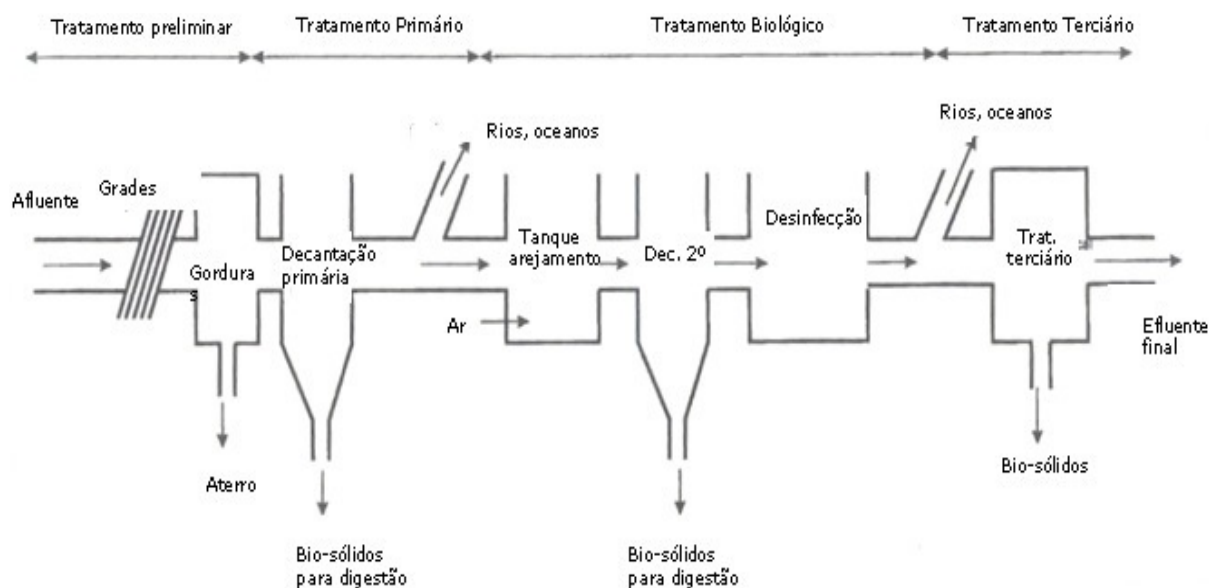 Tratamento preliminar
Tratamento Primário
Tratamento Biológico
Tratamento Terciário
Rios, oceanos
Rios, oceanos
Afluente
Grades
Desinfecção
Gordura
s
Decantação
primária
Tanque
arejamento
Dec. 2º
Trat.
terciário
Ar
Efluente
final
Aterro
Bio-sólidos
Bio-sólidos
para digestão
Bio-sólidos
para digestão